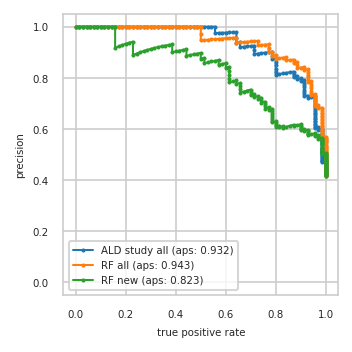 1.0
0.8
0.6
0.4
0.2
0.0
precision
ALD study all (aps: 0.932)
RF all (aps: 0.943)
RF new (aps: 0.823)
0.0 0.2 0.4 0.6 0.8 1.0
true positive rate